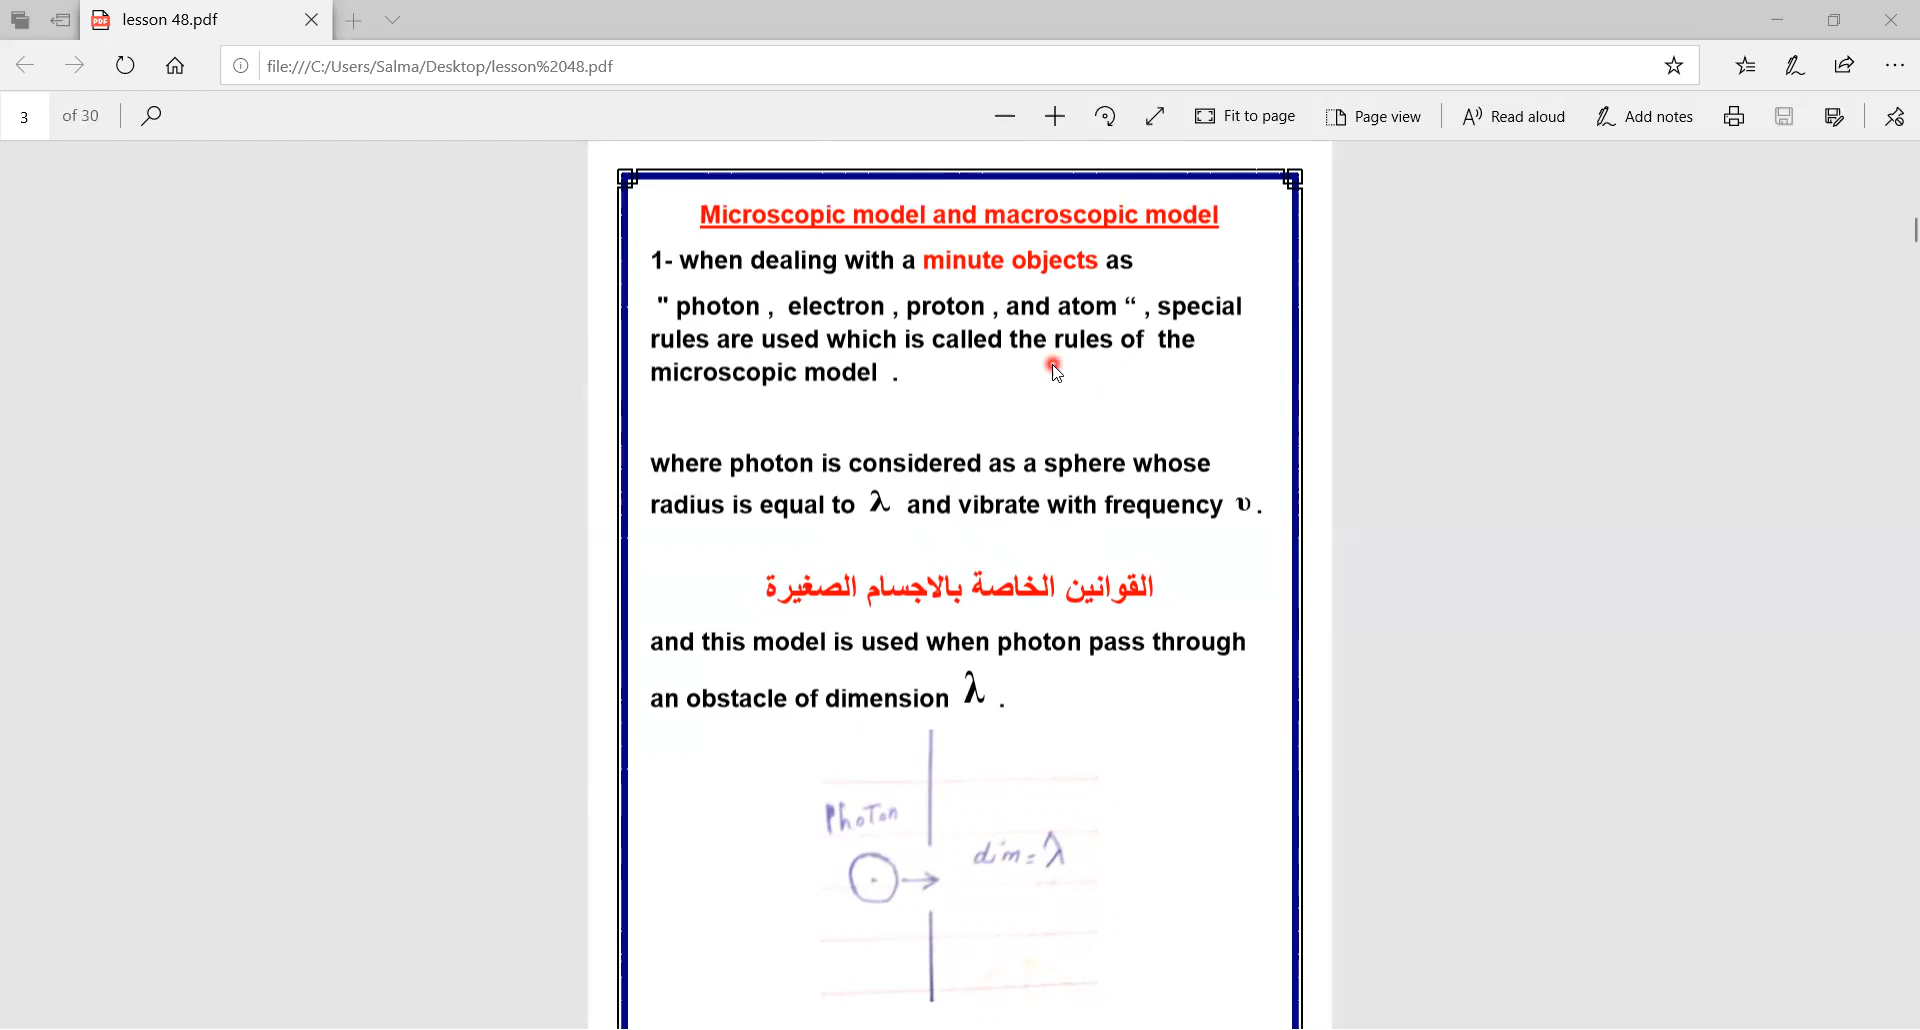 lesson 48.pdf
file:///C:/Users/Salma/Desktop/lesson%2048.pdf
3 of 30 Fit to page Page view Read aloud Add notes
Microscopic model and macroscopic model
1- when dealing with a minute objects as
" photon , electron , proton , and atom “ , special
rules are used which is called the rules of the
microscopic model .
where photon is considered as a sphere whose
radius is equal to λ and vibrate with frequency υ .
القوانين الخاصة بالاجسام الصغيرة
and this model is used when photon pass through
an obstacle of dimension λ .
PhoTon
dim = λ